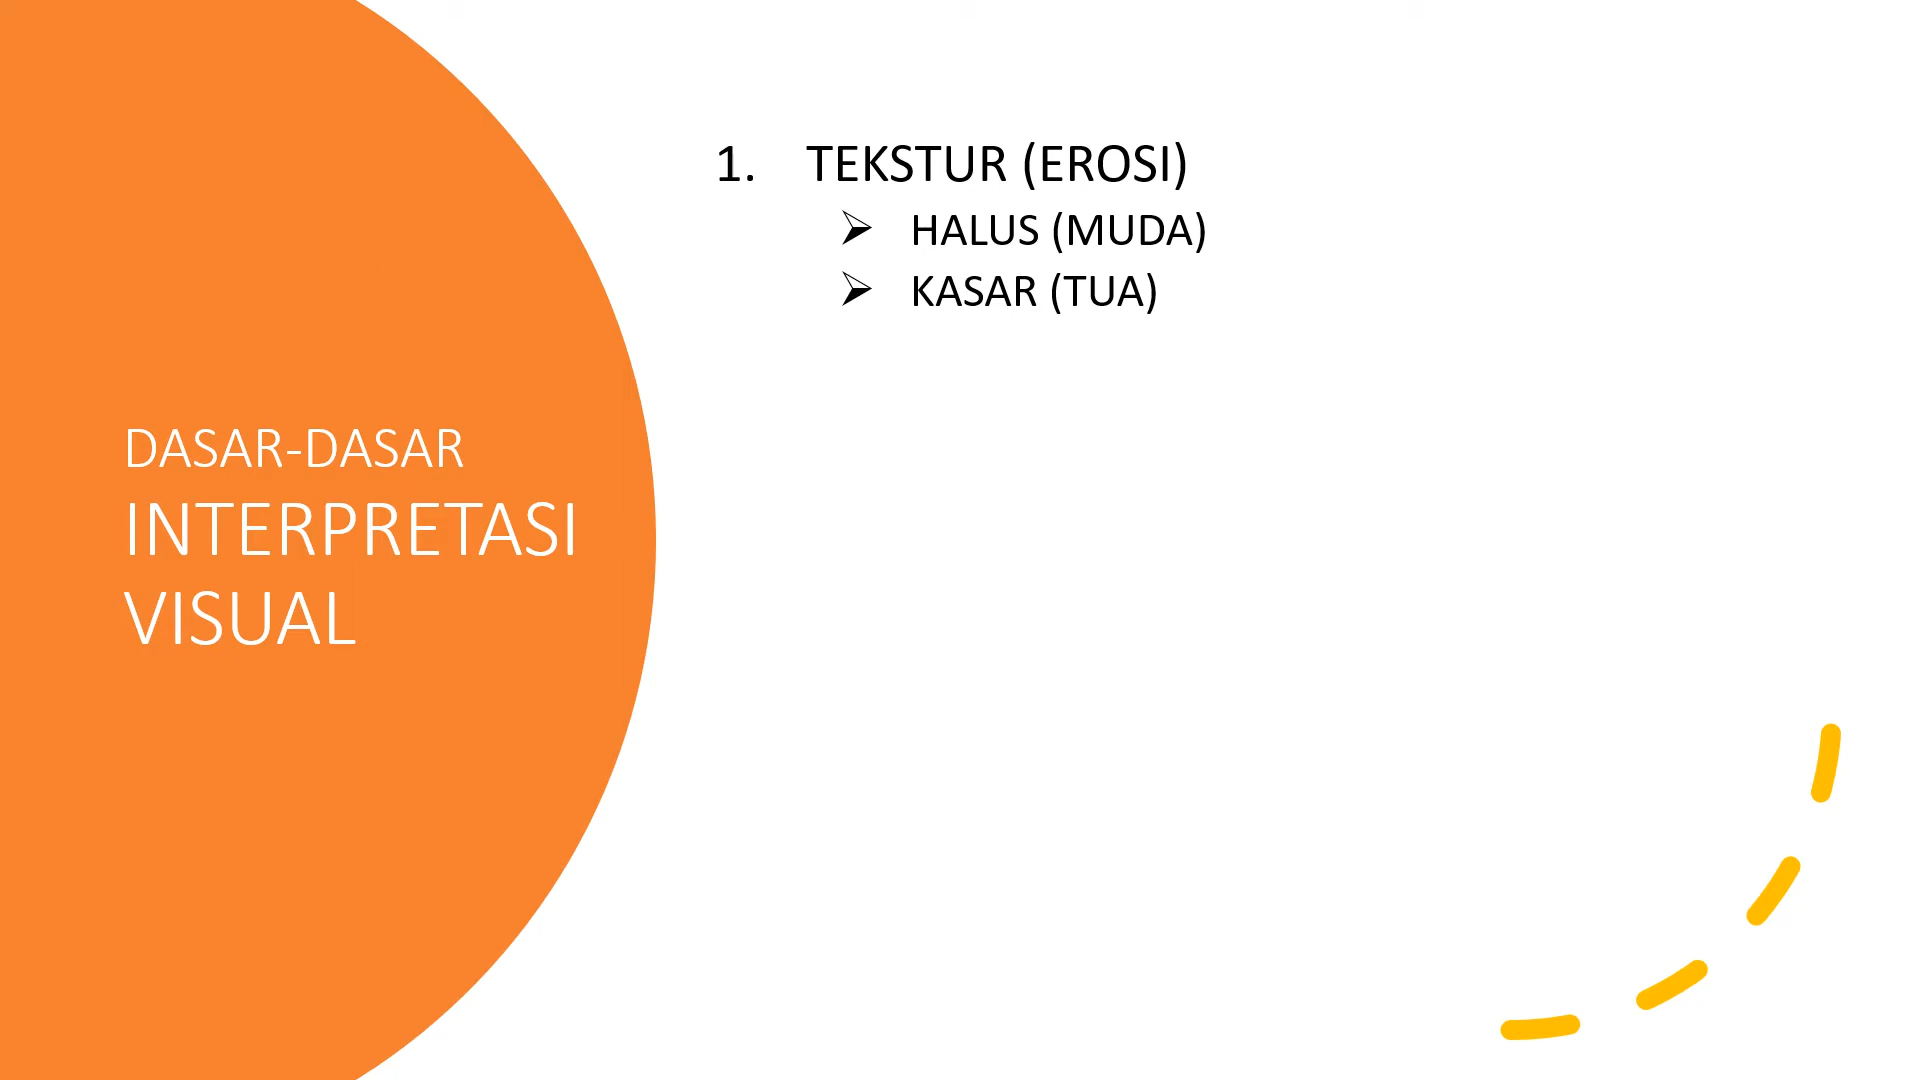 DASAR-DASAR
INTERPRETASI
VISUAL
1. TEKSTUR (EROSI)
➢ HALUS (MUDA)
➢ KASAR (TUA)